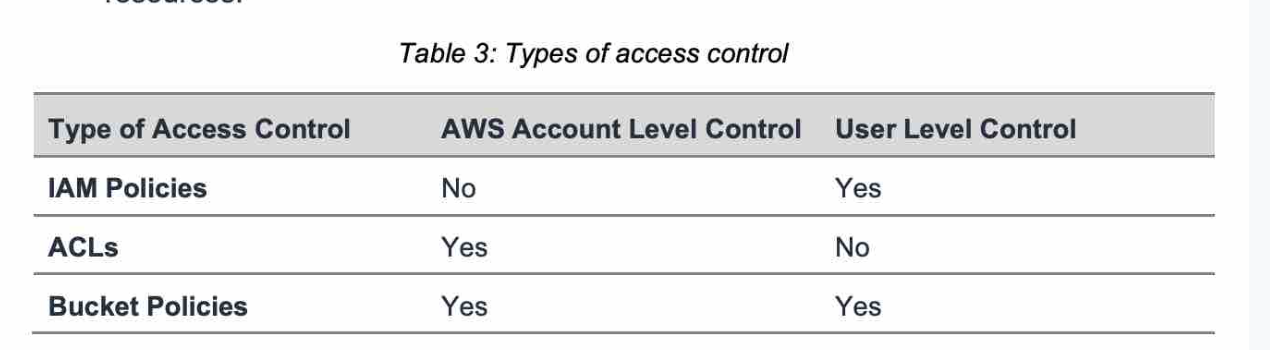 Table 3: Types of access control
Type of Access Control AWS Account Level Control User Level Control
IAM Policies No Yes
ACLs Yes No
Bucket Policies Yes Yes